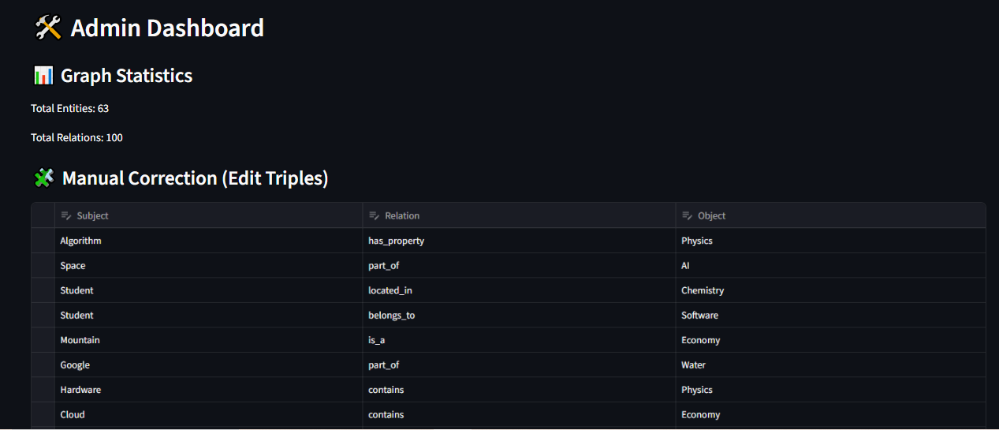 🛠️ Admin Dashboard
📊 Graph Statistics
Total Entities: 63
Total Relations: 100
🧩 Manual Correction (Edit Triples)
Subject Relation Object
Algorithm has_property Physics
Space part_of AI
Student located_in Chemistry
Student belongs_to Software
Mountain is_a Economy
Google part_of Water
Hardware contains Physics
Cloud contains Economy